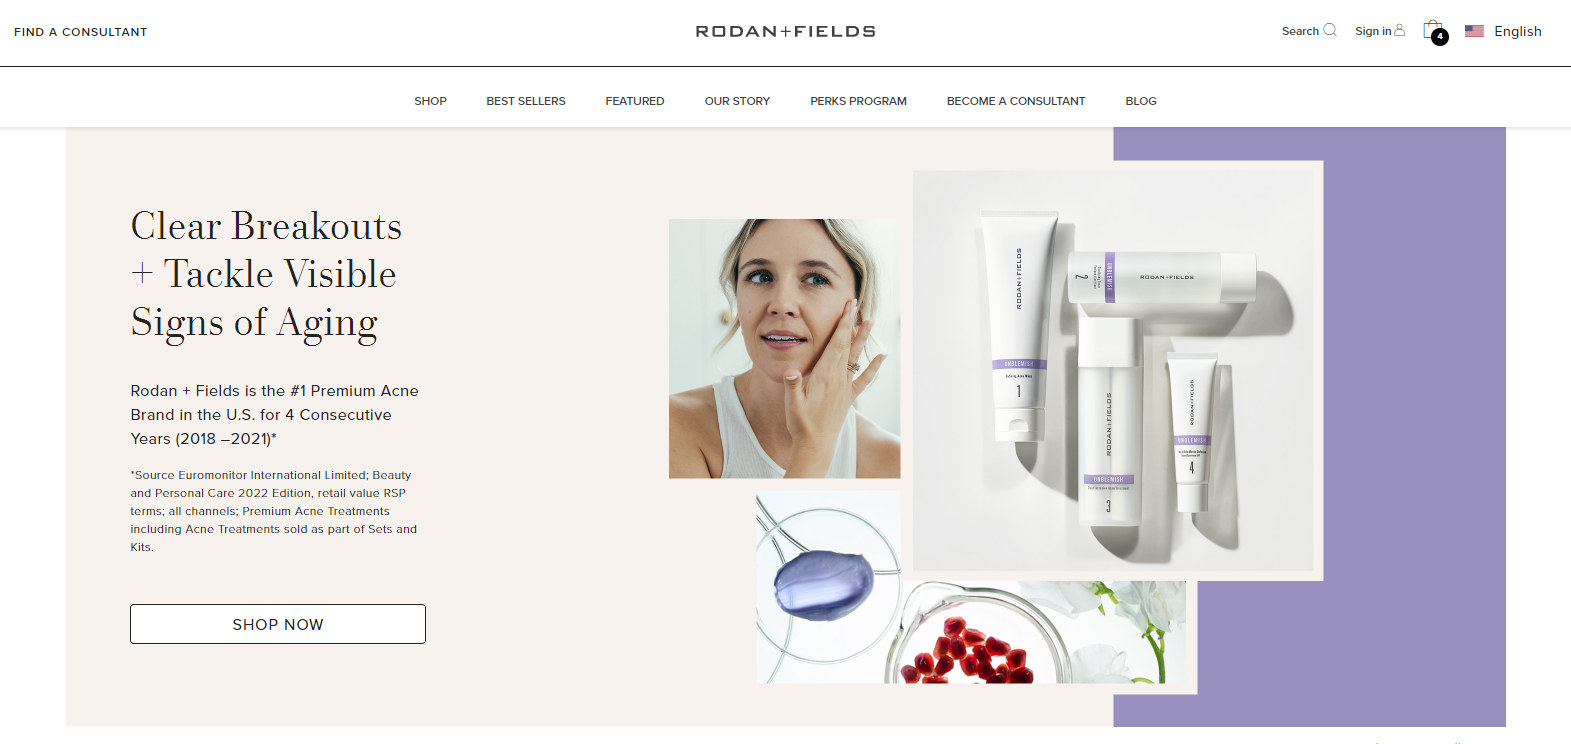 FIND A CONSULTANT
RODAN+FIELDS
Search
Sign in
4
English
SHOP
BEST SELLERS
FEATURED
OUR STORY
PERKS PROGRAM
BECOME A CONSULTANT
BLOG
Clear Breakouts
+ Tackle Visible
Signs of Aging
Rodan + Fields is the #1 Premium Acne
Brand in the U.S. for 4 Consecutive
Years (2018 –2021)*
*Source Euromonitor International Limited; Beauty
and Personal Care 2022 Edition, retail value RSP
terms; all channels; Premium Acne Treatments
including Acne Treatments sold as part of Sets and
Kits.
SHOP NOW
RODAN+FIELDS
UNBLEMISH
1
2
UNBLEMISH
RODAN+FIELDS
RODAN+FIELDS
UNBLEMISH
3
RODAN+FIELDS
UNBLEMISH
4